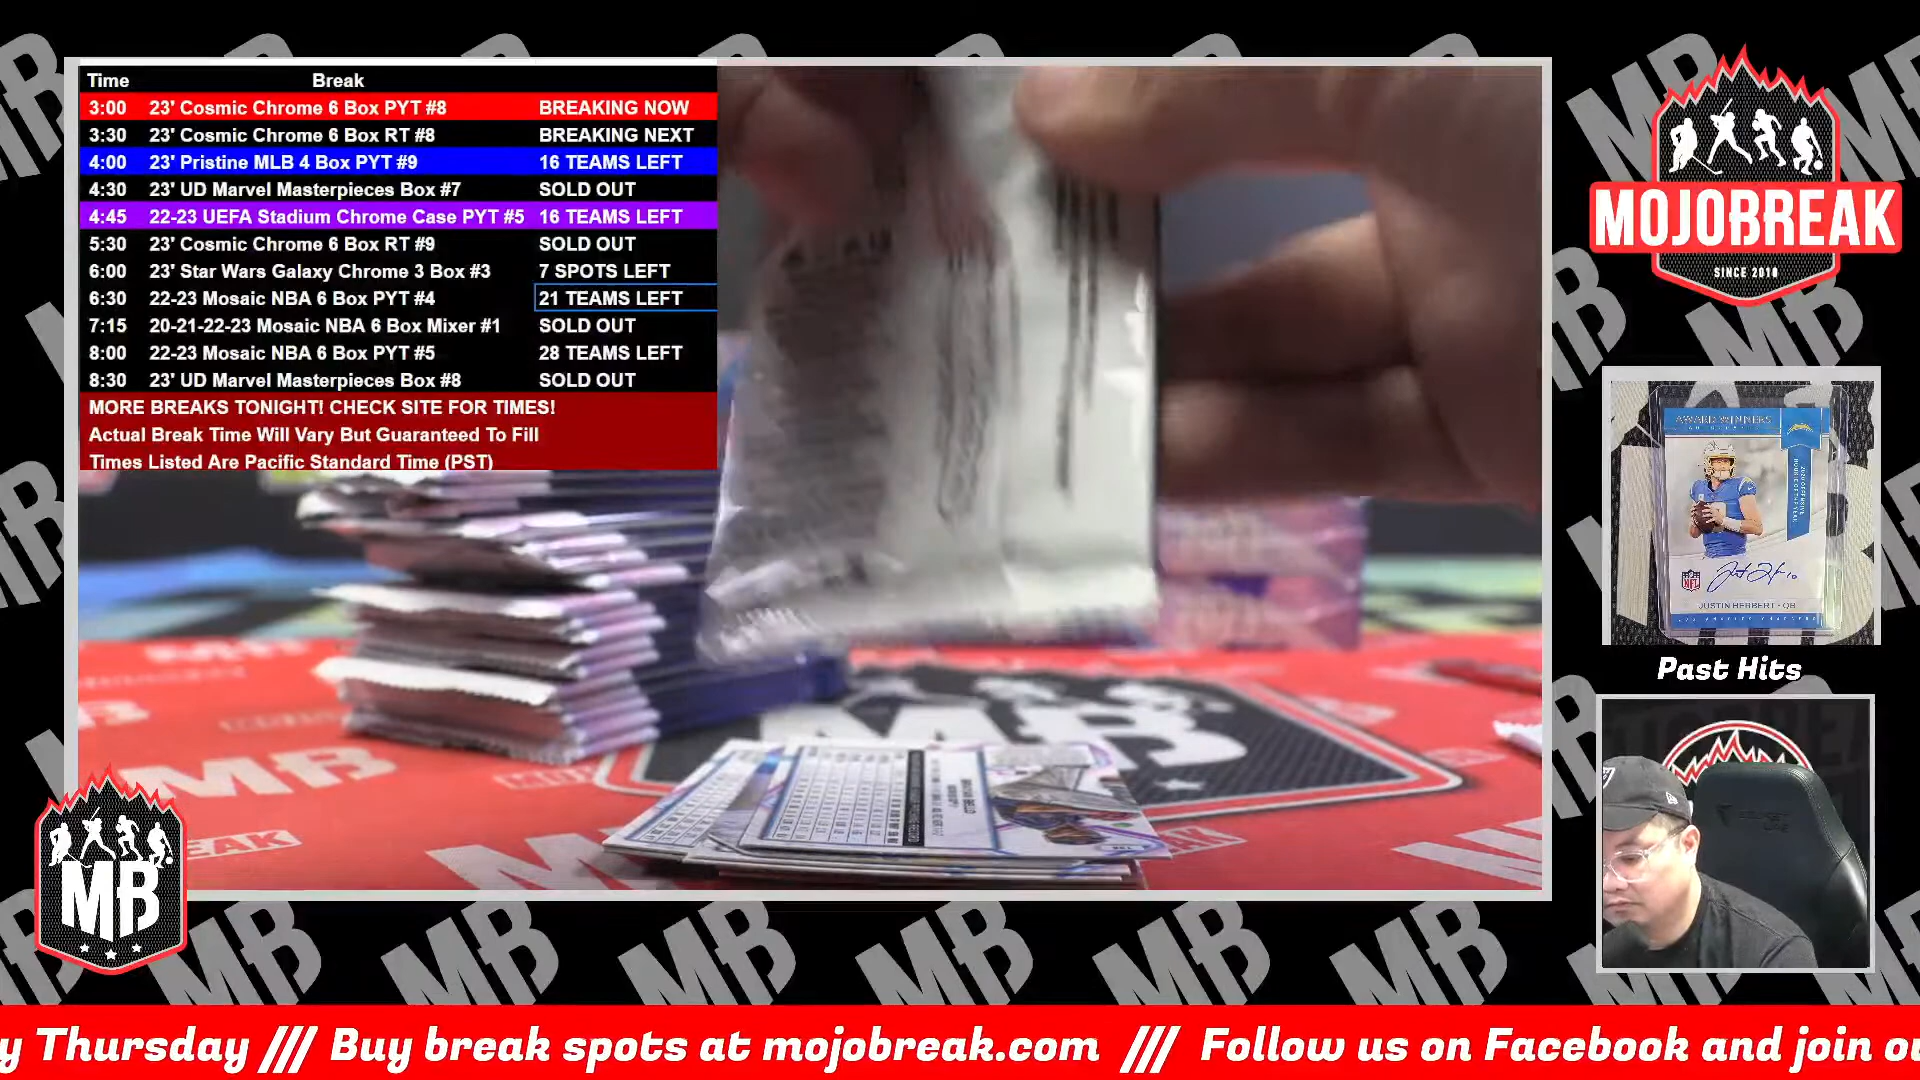 Time Break
3:00 23' Cosmic Chrome 6 Box PYT #8 BREAKING NOW
3:30 23' Cosmic Chrome 6 Box RT #8 BREAKING NEXT
4:00 23' Pristine MLB 4 Box PYT #9 16 TEAMS LEFT
4:30 23' UD Marvel Masterpieces Box #7 SOLD OUT
4:45 22-23 UEFA Stadium Chrome Case PYT #5 16 TEAMS LEFT
5:30 23' Cosmic Chrome 6 Box RT #9 SOLD OUT
6:00 23' Star Wars Galaxy Chrome 3 Box #3 7 SPOTS LEFT
6:30 22-23 Mosaic NBA 6 Box PYT #4 21 TEAMS LEFT
7:15 20-21-22-23 Mosaic NBA 6 Box Mixer #1 SOLD OUT
8:00 22-23 Mosaic NBA 6 Box PYT #5 28 TEAMS LEFT
8:30 23' UD Marvel Masterpieces Box #8 SOLD OUT
MORE BREAKS TONIGHT! CHECK SITE FOR TIMES!
Actual Break Time Will Vary But Guaranteed To Fill
Times Listed Are Pacific Standard Time (PST)
MOJOBREAK
SINCE 2010
AWARD WINNERS
NFL
JUSTIN HERBERT • QB
Past Hits
MB
MB
MB
y Thursday /// Buy break spots at mojobreak.com /// Follow us on Facebook and join ou